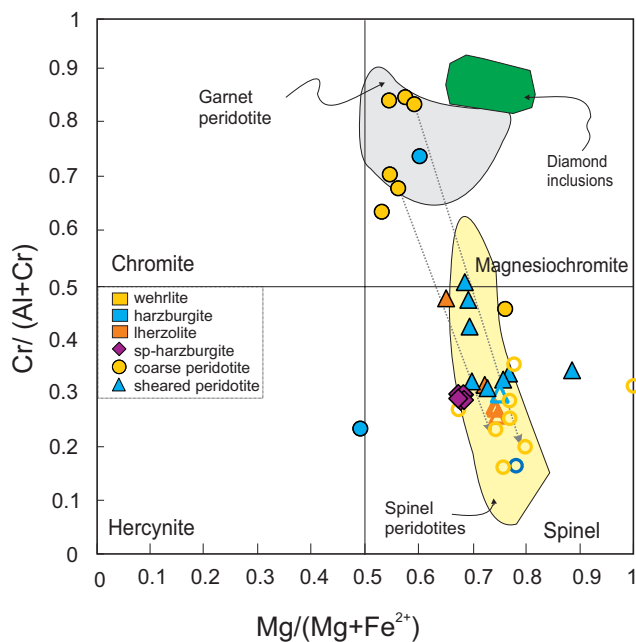 1
0.9
0.8
0.7
0.6
0.5
0.4
0.3
0.2
0.1
0
Cr/ (Al+Cr)
Garnet
peridotite
Diamond
inclusions
Chromite
Magnesiochromite
wehrlite
harzburgite
lherzolite
sp-harzburgite
coarse peridotite
sheared peridotite
Spinel
peridotites
Hercynite
Spinel
0 0.1 0.2 0.3 0.4 0.5 0.6 0.7 0.8 0.9 1
Mg/(Mg+Fe²⁺)